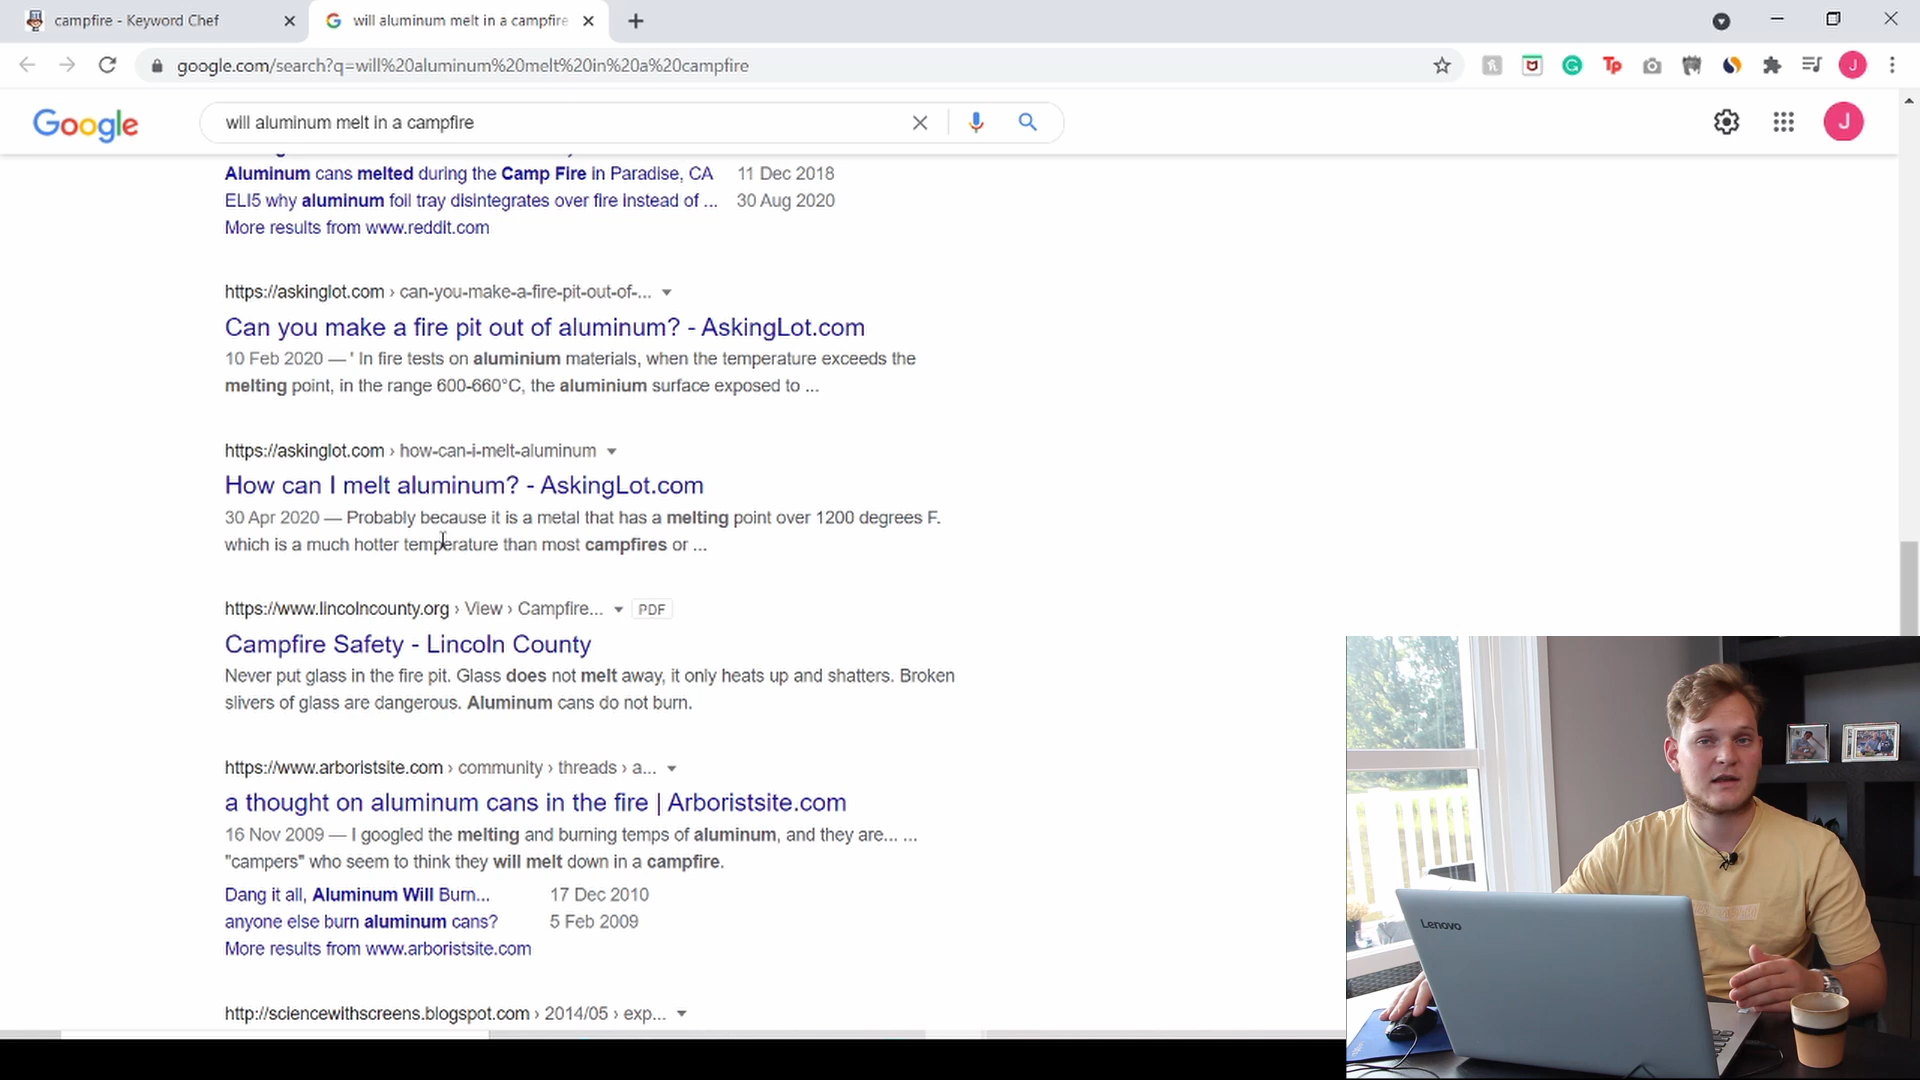 campfire - Keyword Chef
will aluminum melt in a campfire
google.com/search?q=will%20aluminum%20melt%20in%20a%20campfire
Tp
J
Google
will aluminum melt in a campfire
J
Aluminum cans melted during the Camp Fire in Paradise, CA 11 Dec 2018
ELI5 why aluminum foil tray disintegrates over fire instead of ... 30 Aug 2020
More results from www.reddit.com
https://askinglot.com › can-you-make-a-fire-pit-out-of-...
Can you make a fire pit out of aluminum? - AskingLot.com
10 Feb 2020 — ' In fire tests on aluminium materials, when the temperature exceeds the
melting point, in the range 600-660°C, the aluminium surface exposed to ...
https://askinglot.com › how-can-i-melt-aluminum
How can I melt aluminum? - AskingLot.com
30 Apr 2020 — Probably because it is a metal that has a melting point over 1200 degrees F.
which is a much hotter temperature than most campfires or ...
https://www.lincolncounty.org › View › Campfire... PDF
Campfire Safety - Lincoln County
Never put glass in the fire pit. Glass does not melt away, it only heats up and shatters. Broken
slivers of glass are dangerous. Aluminum cans do not burn.
https://www.arboristsite.com › community › threads › a...
a thought on aluminum cans in the fire | Arboristsite.com
16 Nov 2009 — I googled the melting and burning temps of aluminum, and they are... ...
"campers" who seem to think they will melt down in a campfire.
Dang it all, Aluminum Will Burn... 17 Dec 2010
anyone else burn aluminum cans? 5 Feb 2009
More results from www.arboristsite.com
http://sciencewithscreens.blogspot.com › 2014/05 › exp...
Lenovo